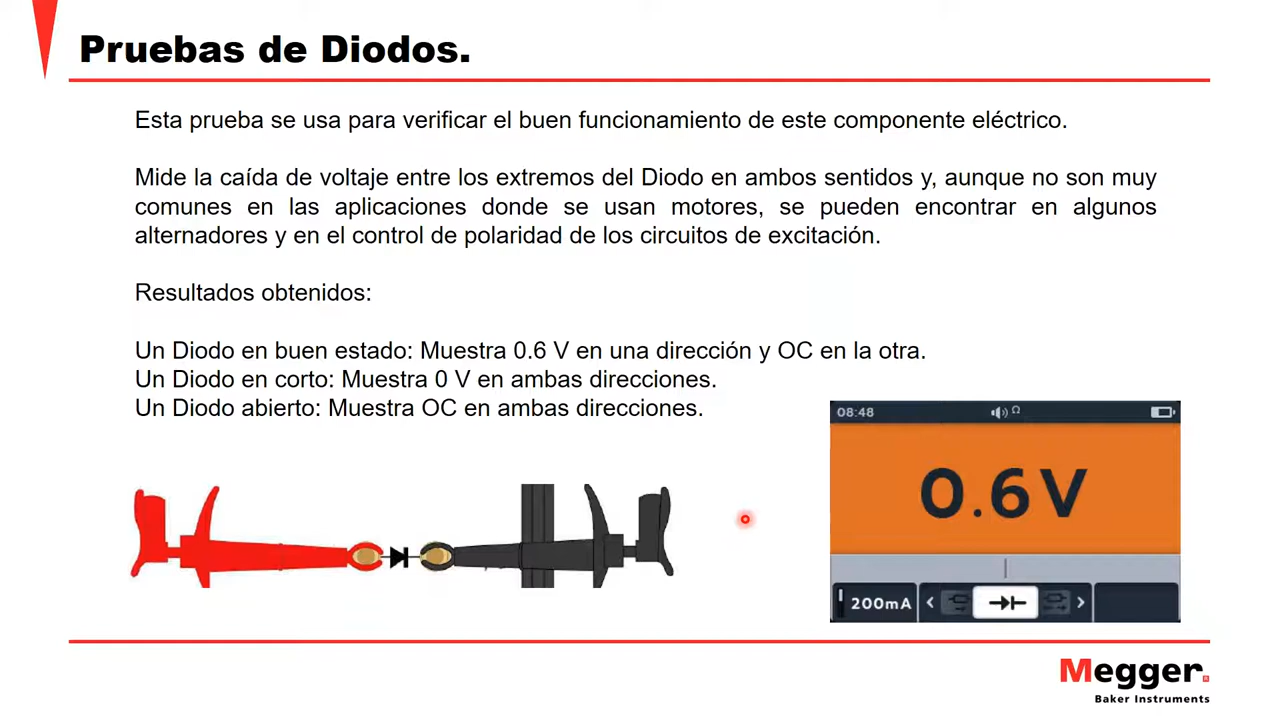 Pruebas de Diodos.
Esta prueba se usa para verificar el buen funcionamiento de este componente eléctrico.
Mide la caída de voltaje entre los extremos del Diodo en ambos sentidos y, aunque no son muy
comunes en las aplicaciones donde se usan motores, se pueden encontrar en algunos
alternadores y en el control de polaridad de los circuitos de excitación.
Resultados obtenidos:
Un Diodo en buen estado: Muestra 0.6 V en una dirección y OC en la otra.
Un Diodo en corto: Muestra 0 V en ambas direcciones.
Un Diodo abierto: Muestra OC en ambas direcciones.
08:48 Ω
0.6 V
200mA < >
Megger®
Baker Instruments